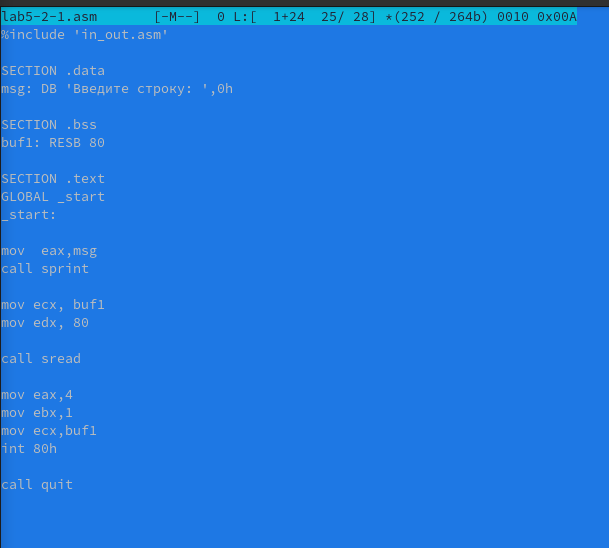 lab5-2-1.asm [-M--] 0 L:[ 1+24 25/ 28] *(252 / 264b) 0010 0x00A
%include 'in_out.asm'
SECTION .data
msg: DB 'Введите строку: ',0h
SECTION .bss
buf1: RESB 80
SECTION .text
GLOBAL _start
_start:
mov  eax,msg
call sprint
mov ecx, buf1
mov edx, 80
call sread
mov eax,4
mov ebx,1
mov ecx,buf1
int 80h
call quit